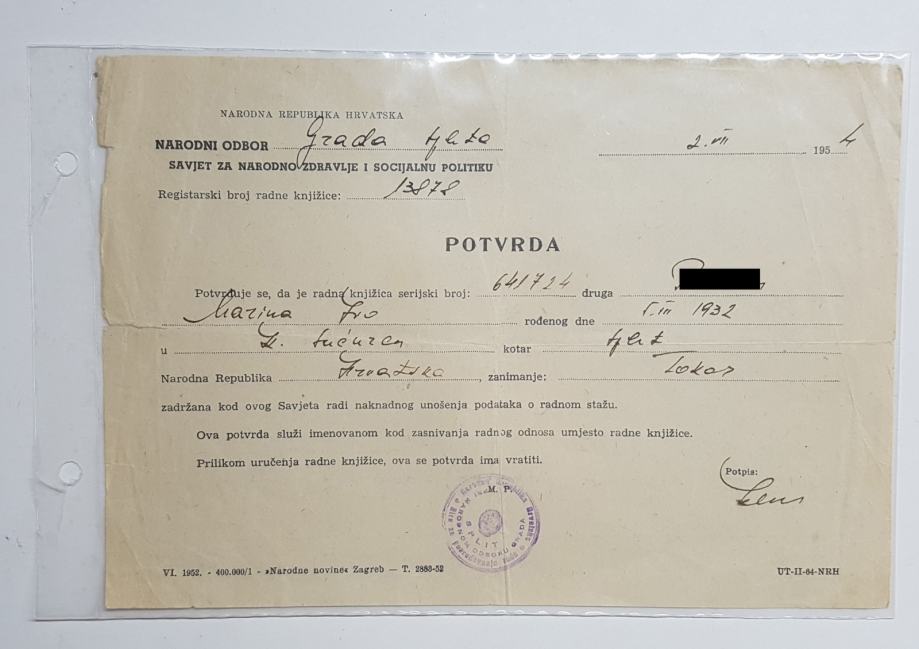 NARODNA REPUBLIKA HRVATSKA
NARODNI ODBOR Grada Splita 2. VII 1954
SAVJET ZA NARODNO ZDRAVLJE I SOCIJALNU POLITIKU
Registarski broj radne knjižice: 13878
POTVRDA
Potvrđuje se, da je radna knjižica serijski broj: 641724 druga
Marina Ivo rođenog dne 5. III 1932
u kotar Split
Narodna Republika Hrvatska, zanimanje: Tokar
zadržana kod ovog Savjeta radi naknadnog unošenja podataka o radnom stažu.
Ova potvrda služi imenovanom kod zasnivanja radnog odnosa umjesto radne knjižice.
Prilikom uručenja radne knjižice, ova se potvrda ima vratiti.
Potpis:
M. P.
SPLIT
VI. 1952. - 400.000/1 - »Narodne novine« Zagreb — T. 2883-52 UT-II-64-NRH